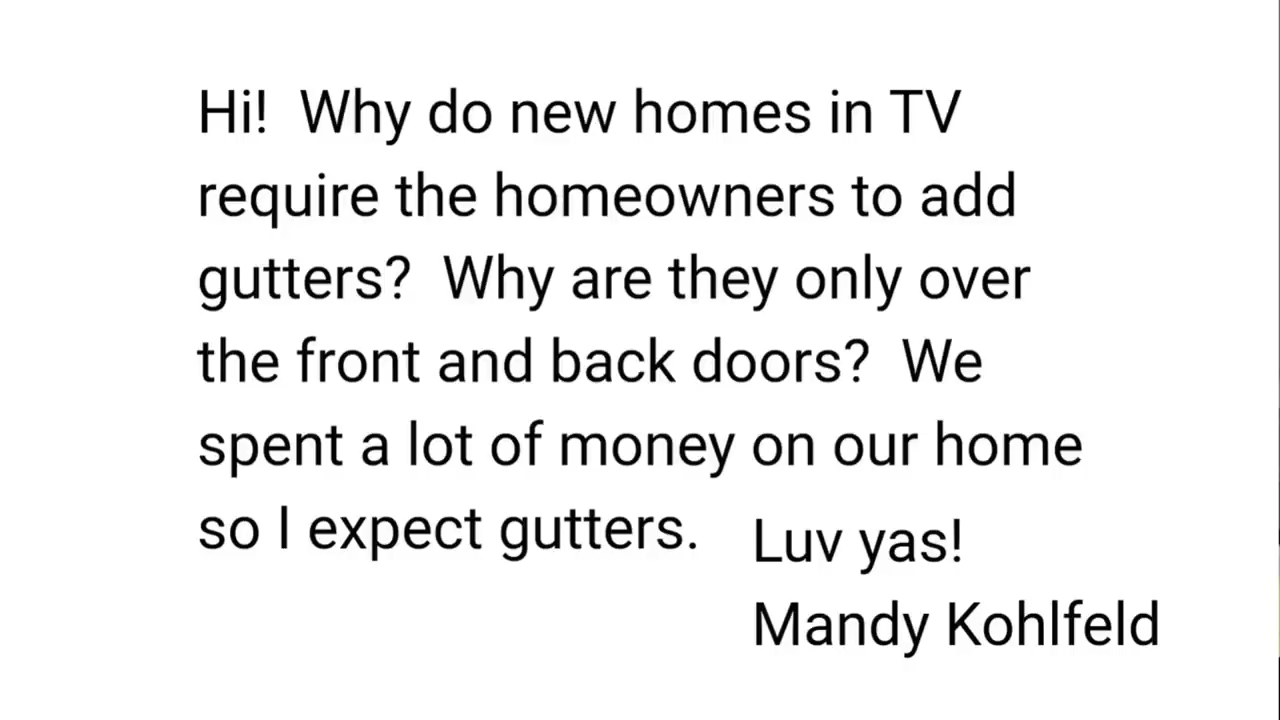 Hi!  Why do new homes in TV
require the homeowners to add
gutters?  Why are they only over
the front and back doors?  We
spent a lot of money on our home
so I expect gutters.
Luv yas!
Mandy Kohlfeld